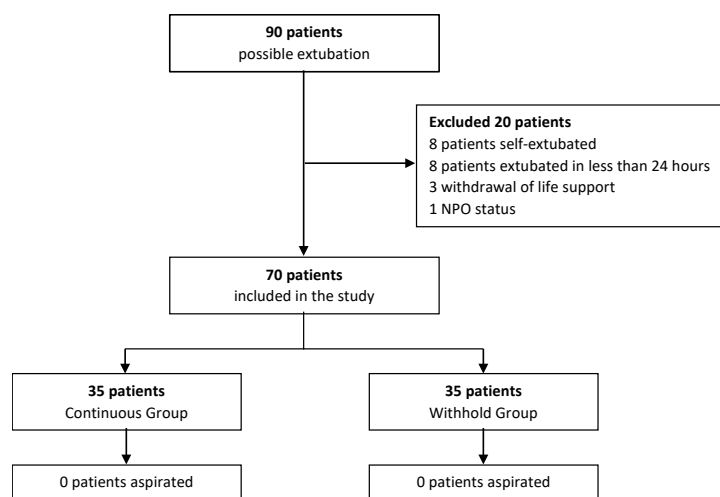 90 patients
possible extubation
Excluded 20 patients
8 patients self-extubated
8 patients extubated in less than 24 hours
3 withdrawal of life support
1 NPO status
70 patients
included in the study
35 patients
Continuous Group
35 patients
Withhold Group
0 patients aspirated
0 patients aspirated